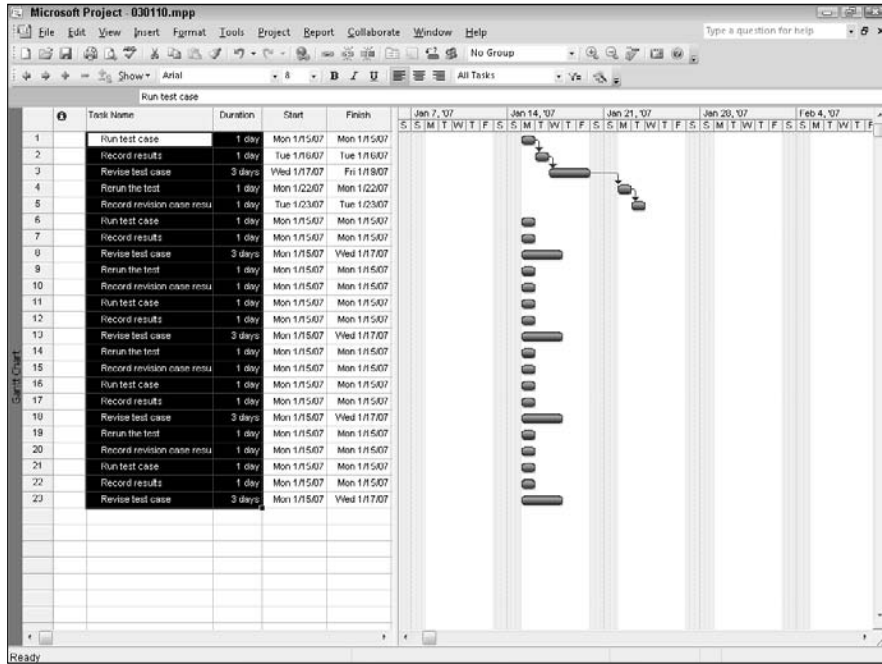 Microsoft Project - 030110.mpp
File Edit View Insert Format Tools Project Report Collaborate Window Help Type a question for help
No Group
Show Arial 8 B I U All Tasks
Run test case
Task Name Duration Start Finish Jan 7, '07 Jan 14, '07 Jan 21, '07 Jan 28, '07 Feb 4, '07
S S M T W T F S S M T W T F S S M T W T F S S M T W T F S S M T W T F
1 Run test case 1 day Mon 1/15/07 Mon 1/15/07
2 Record results 1 day Tue 1/16/07 Tue 1/16/07
3 Revise test case 3 days Wed 1/17/07 Fri 1/19/07
4 Rerun the test 1 day Mon 1/22/07 Mon 1/22/07
5 Record revision case resu 1 day Tue 1/23/07 Tue 1/23/07
6 Run test case 1 day Mon 1/15/07 Mon 1/15/07
7 Record results 1 day Mon 1/15/07 Mon 1/15/07
8 Revise test case 3 days Mon 1/15/07 Wed 1/17/07
9 Rerun the test 1 day Mon 1/15/07 Mon 1/15/07
10 Record revision case resu 1 day Mon 1/15/07 Mon 1/15/07
11 Run test case 1 day Mon 1/15/07 Mon 1/15/07
12 Record results 1 day Mon 1/15/07 Mon 1/15/07
13 Revise test case 3 days Mon 1/15/07 Wed 1/17/07
14 Rerun the test 1 day Mon 1/15/07 Mon 1/15/07
15 Record revision case resu 1 day Mon 1/15/07 Mon 1/15/07
16 Run test case 1 day Mon 1/15/07 Mon 1/15/07
17 Record results 1 day Mon 1/15/07 Mon 1/15/07
18 Revise test case 3 days Mon 1/15/07 Wed 1/17/07
19 Rerun the test 1 day Mon 1/15/07 Mon 1/15/07
20 Record revision case resu 1 day Mon 1/15/07 Mon 1/15/07
21 Run test case 1 day Mon 1/15/07 Mon 1/15/07
22 Record results 1 day Mon 1/15/07 Mon 1/15/07
23 Revise test case 3 days Mon 1/15/07 Wed 1/17/07
Gantt Chart
Ready